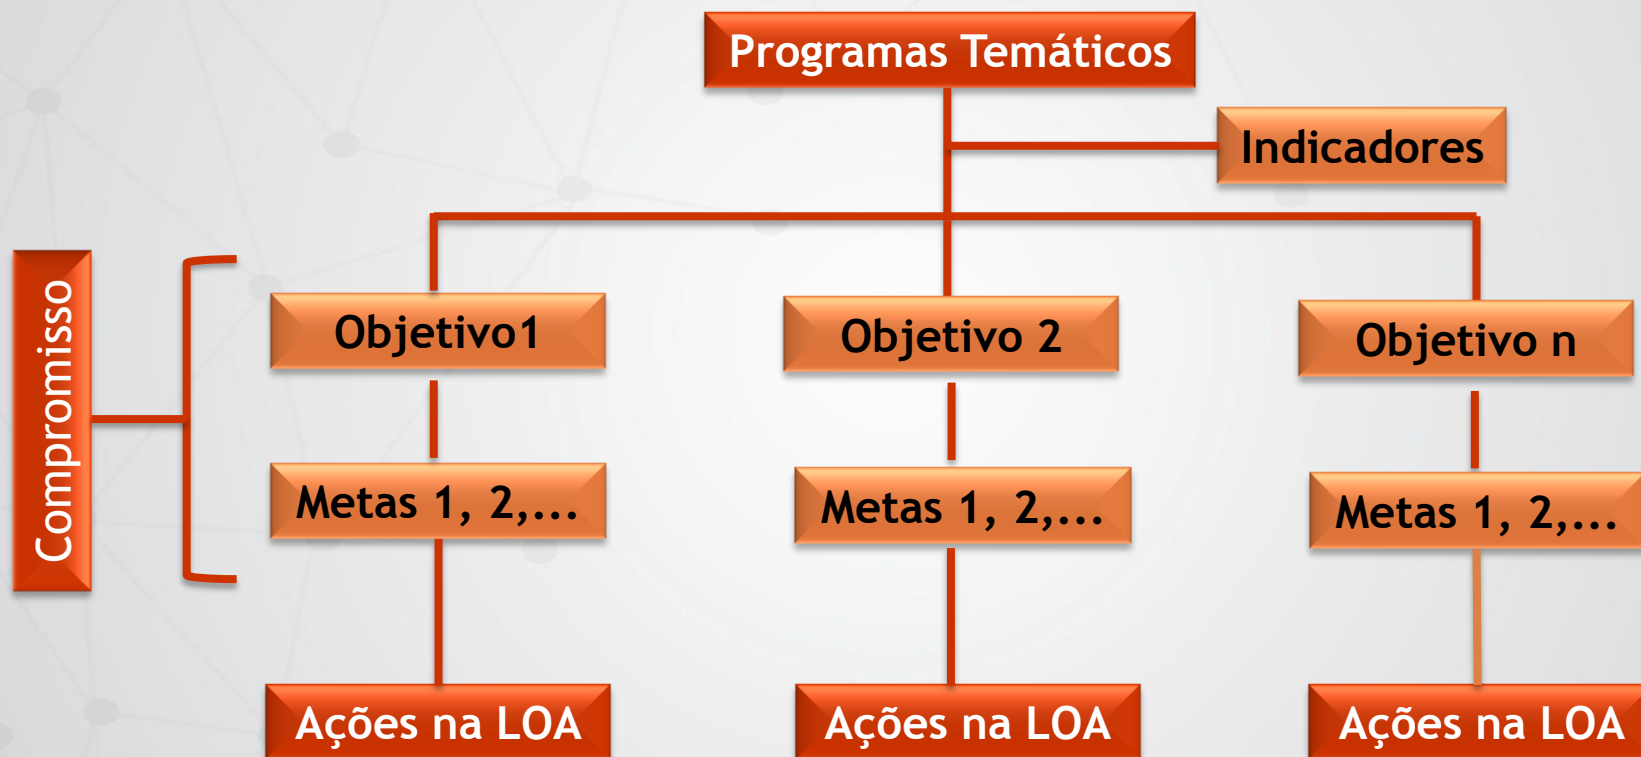 Programas Temáticos
Indicadores
Compromisso
Objetivo1
Objetivo 2
Objetivo n
Metas 1, 2,...
Metas 1, 2,...
Metas 1, 2,...
Ações na LOA
Ações na LOA
Ações na LOA